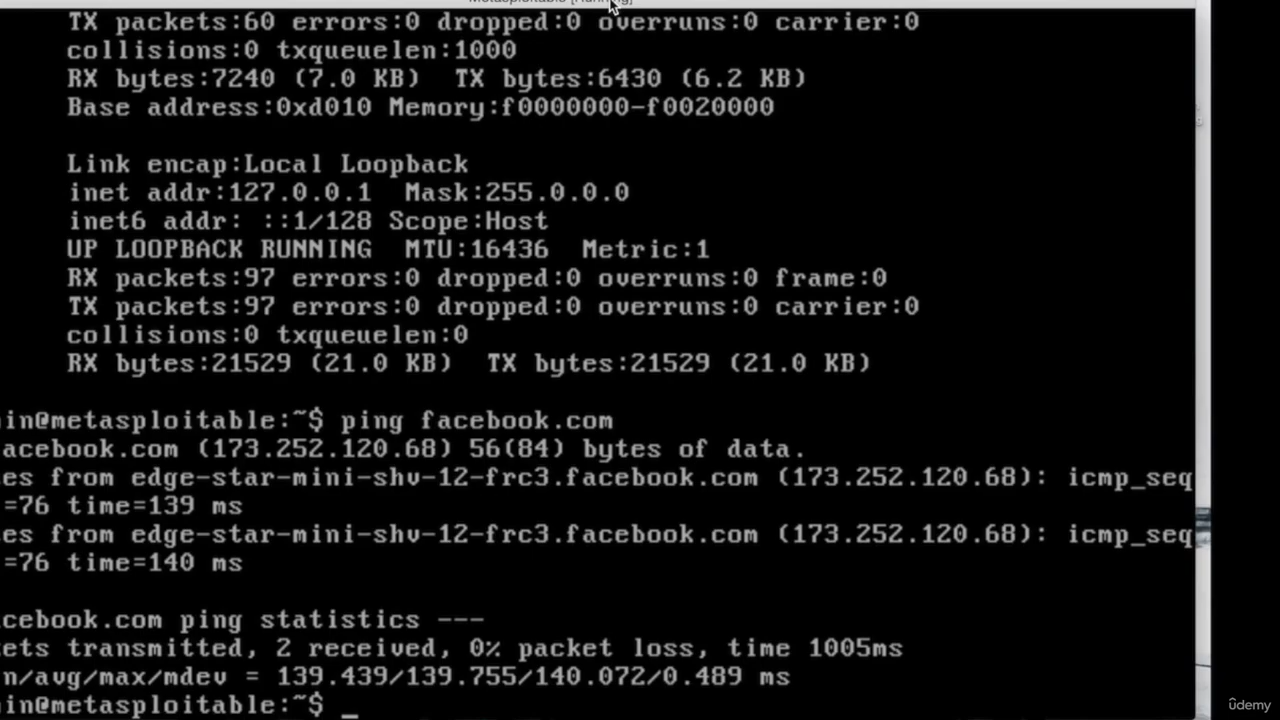 Metasploitable [Running]
TX packets:60 errors:0 dropped:0 overruns:0 carrier:0
collisions:0 txqueuelen:1000
RX bytes:7240 (7.0 KB)  TX bytes:6430 (6.2 KB)
Base address:0xd010 Memory:f0000000-f0020000
Link encap:Local Loopback
inet addr:127.0.0.1  Mask:255.0.0.0
inet6 addr: ::1/128 Scope:Host
UP LOOPBACK RUNNING  MTU:16436  Metric:1
RX packets:97 errors:0 dropped:0 overruns:0 frame:0
TX packets:97 errors:0 dropped:0 overruns:0 carrier:0
collisions:0 txqueuelen:0
RX bytes:21529 (21.0 KB)  TX bytes:21529 (21.0 KB)
in@metasploitable:~$ ping facebook.com
acebook.com (173.252.120.68) 56(84) bytes of data.
es from edge-star-mini-shv-12-frc3.facebook.com (173.252.120.68): icmp_seq
=76 time=139 ms
es from edge-star-mini-shv-12-frc3.facebook.com (173.252.120.68): icmp_seq
=76 time=140 ms
cebook.com ping statistics ---
ets transmitted, 2 received, 0% packet loss, time 1005ms
n/avg/max/mdev = 139.439/139.755/140.072/0.489 ms
in@metasploitable:~$ _
ûdemy